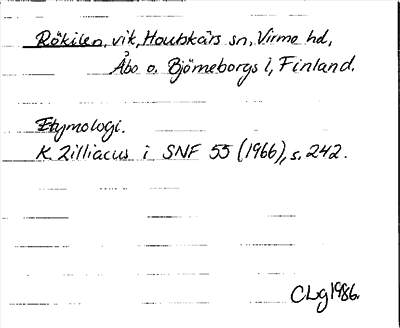 Rökilen, vik, Houtskärs sn, Virmo hd,
Åbo o. Björneborgs l, Finland.
Etymologi.
K. Zilliacus i SNF 55 (1966), s. 242.
CLg 1986.